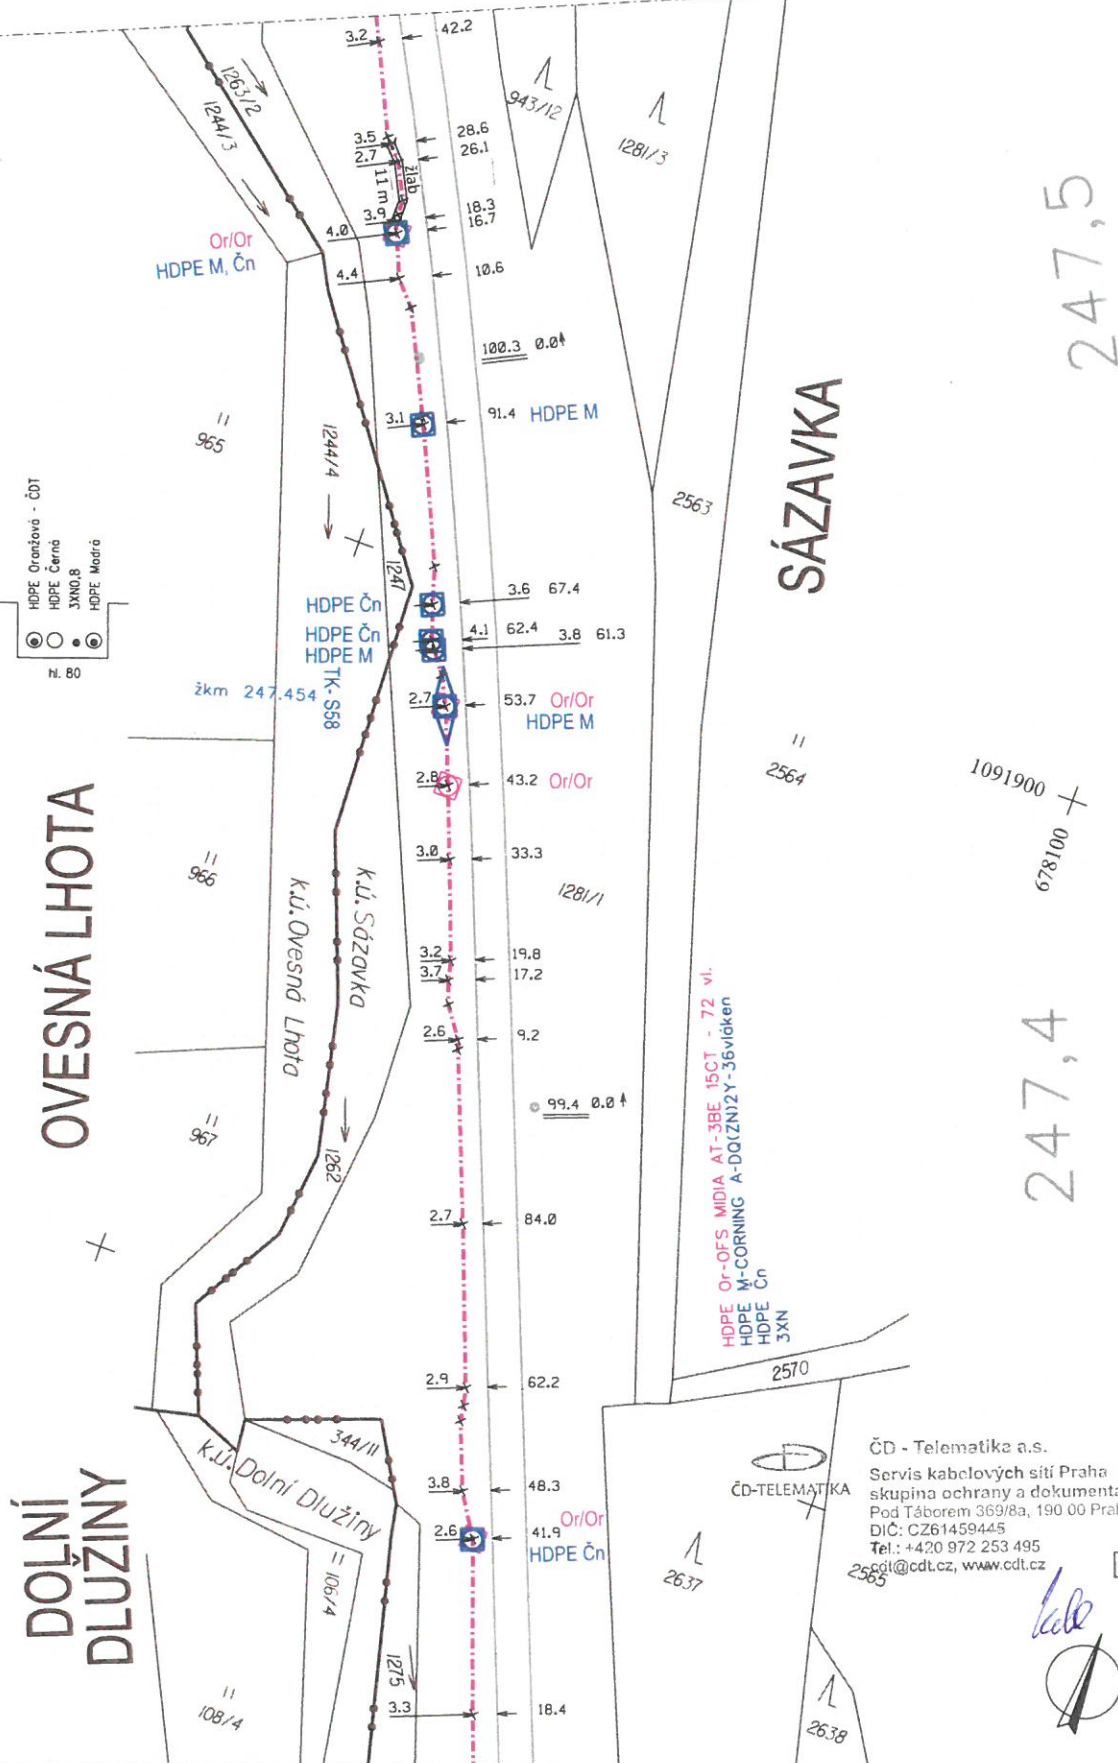 3.2
42.2
1263/2
1244/3
943/12
1281/3
3.5
28.6
2.7
26.1
žlab
11 m
3.9
18.3
4.0
16.7
Or/Or
HDPE M, Čn
4.4
10.6
247,5
100.3 0.0
3.1
91.4 HDPE M
965
1244/4
SÁZAVKA
2563
HDPE Oranžová - ČDT
HDPE Černá
3XN0,8
HDPE Modrá
hl. 80
1247
HDPE Čn
3.6 67.4
HDPE Čn
4.1 62.4
3.8 61.3
HDPE M
žkm 247.454
TK- S58
2.7
53.7 Or/Or
HDPE M
2564
2.8
43.2 Or/Or
1091900
678100
OVESNÁ LHOTA
966
3.0
33.3
1281/1
k.ú. Ovesná Lhota
k.ú. Sázavka
3.2
19.8
3.7
17.2
2.6
9.2
247,4
99.4 0.0
967
1262
2.7
84.0
HDPE Or-OFS MIDIA AT-3BE 15CT - 72 vl.
HDPE M-CORNING A-DQ(ZN)2Y-36vláken
HDPE Čn
3XN
2.9
62.2
2570
344/11
k.ú. Dolní Dlužiny
3.8
48.3
Or/Or
2.6
41.9
HDPE Čn
DOLNÍ
DLUŽINY
106/4
108/4
1275
3.3
18.4
2637
2565
2638
ČD-TELEMATIKA
ČD - Telematika a.s.
Servis kabelových sítí Praha
skupina ochrany a dokumenta
Pod Táborem 369/8a, 190 00 Pra
DIČ: CZ61459445
Tel.: +420 972 253 495
cdt@cdt.cz, www.cdt.cz